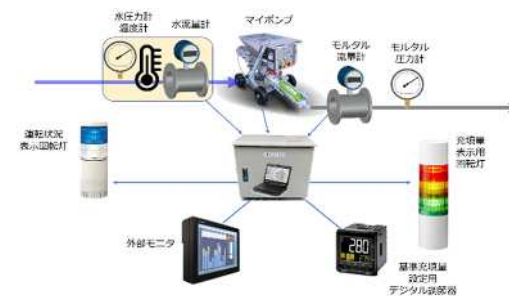 水圧力計
温度計
水流量計
マイポンプ
モルタル
流量計
モルタル
圧力計
運転状況
表示回転灯
充填量
表示用
回転灯
外部モニタ
280
基準充填量
設定用
デジタル調節器